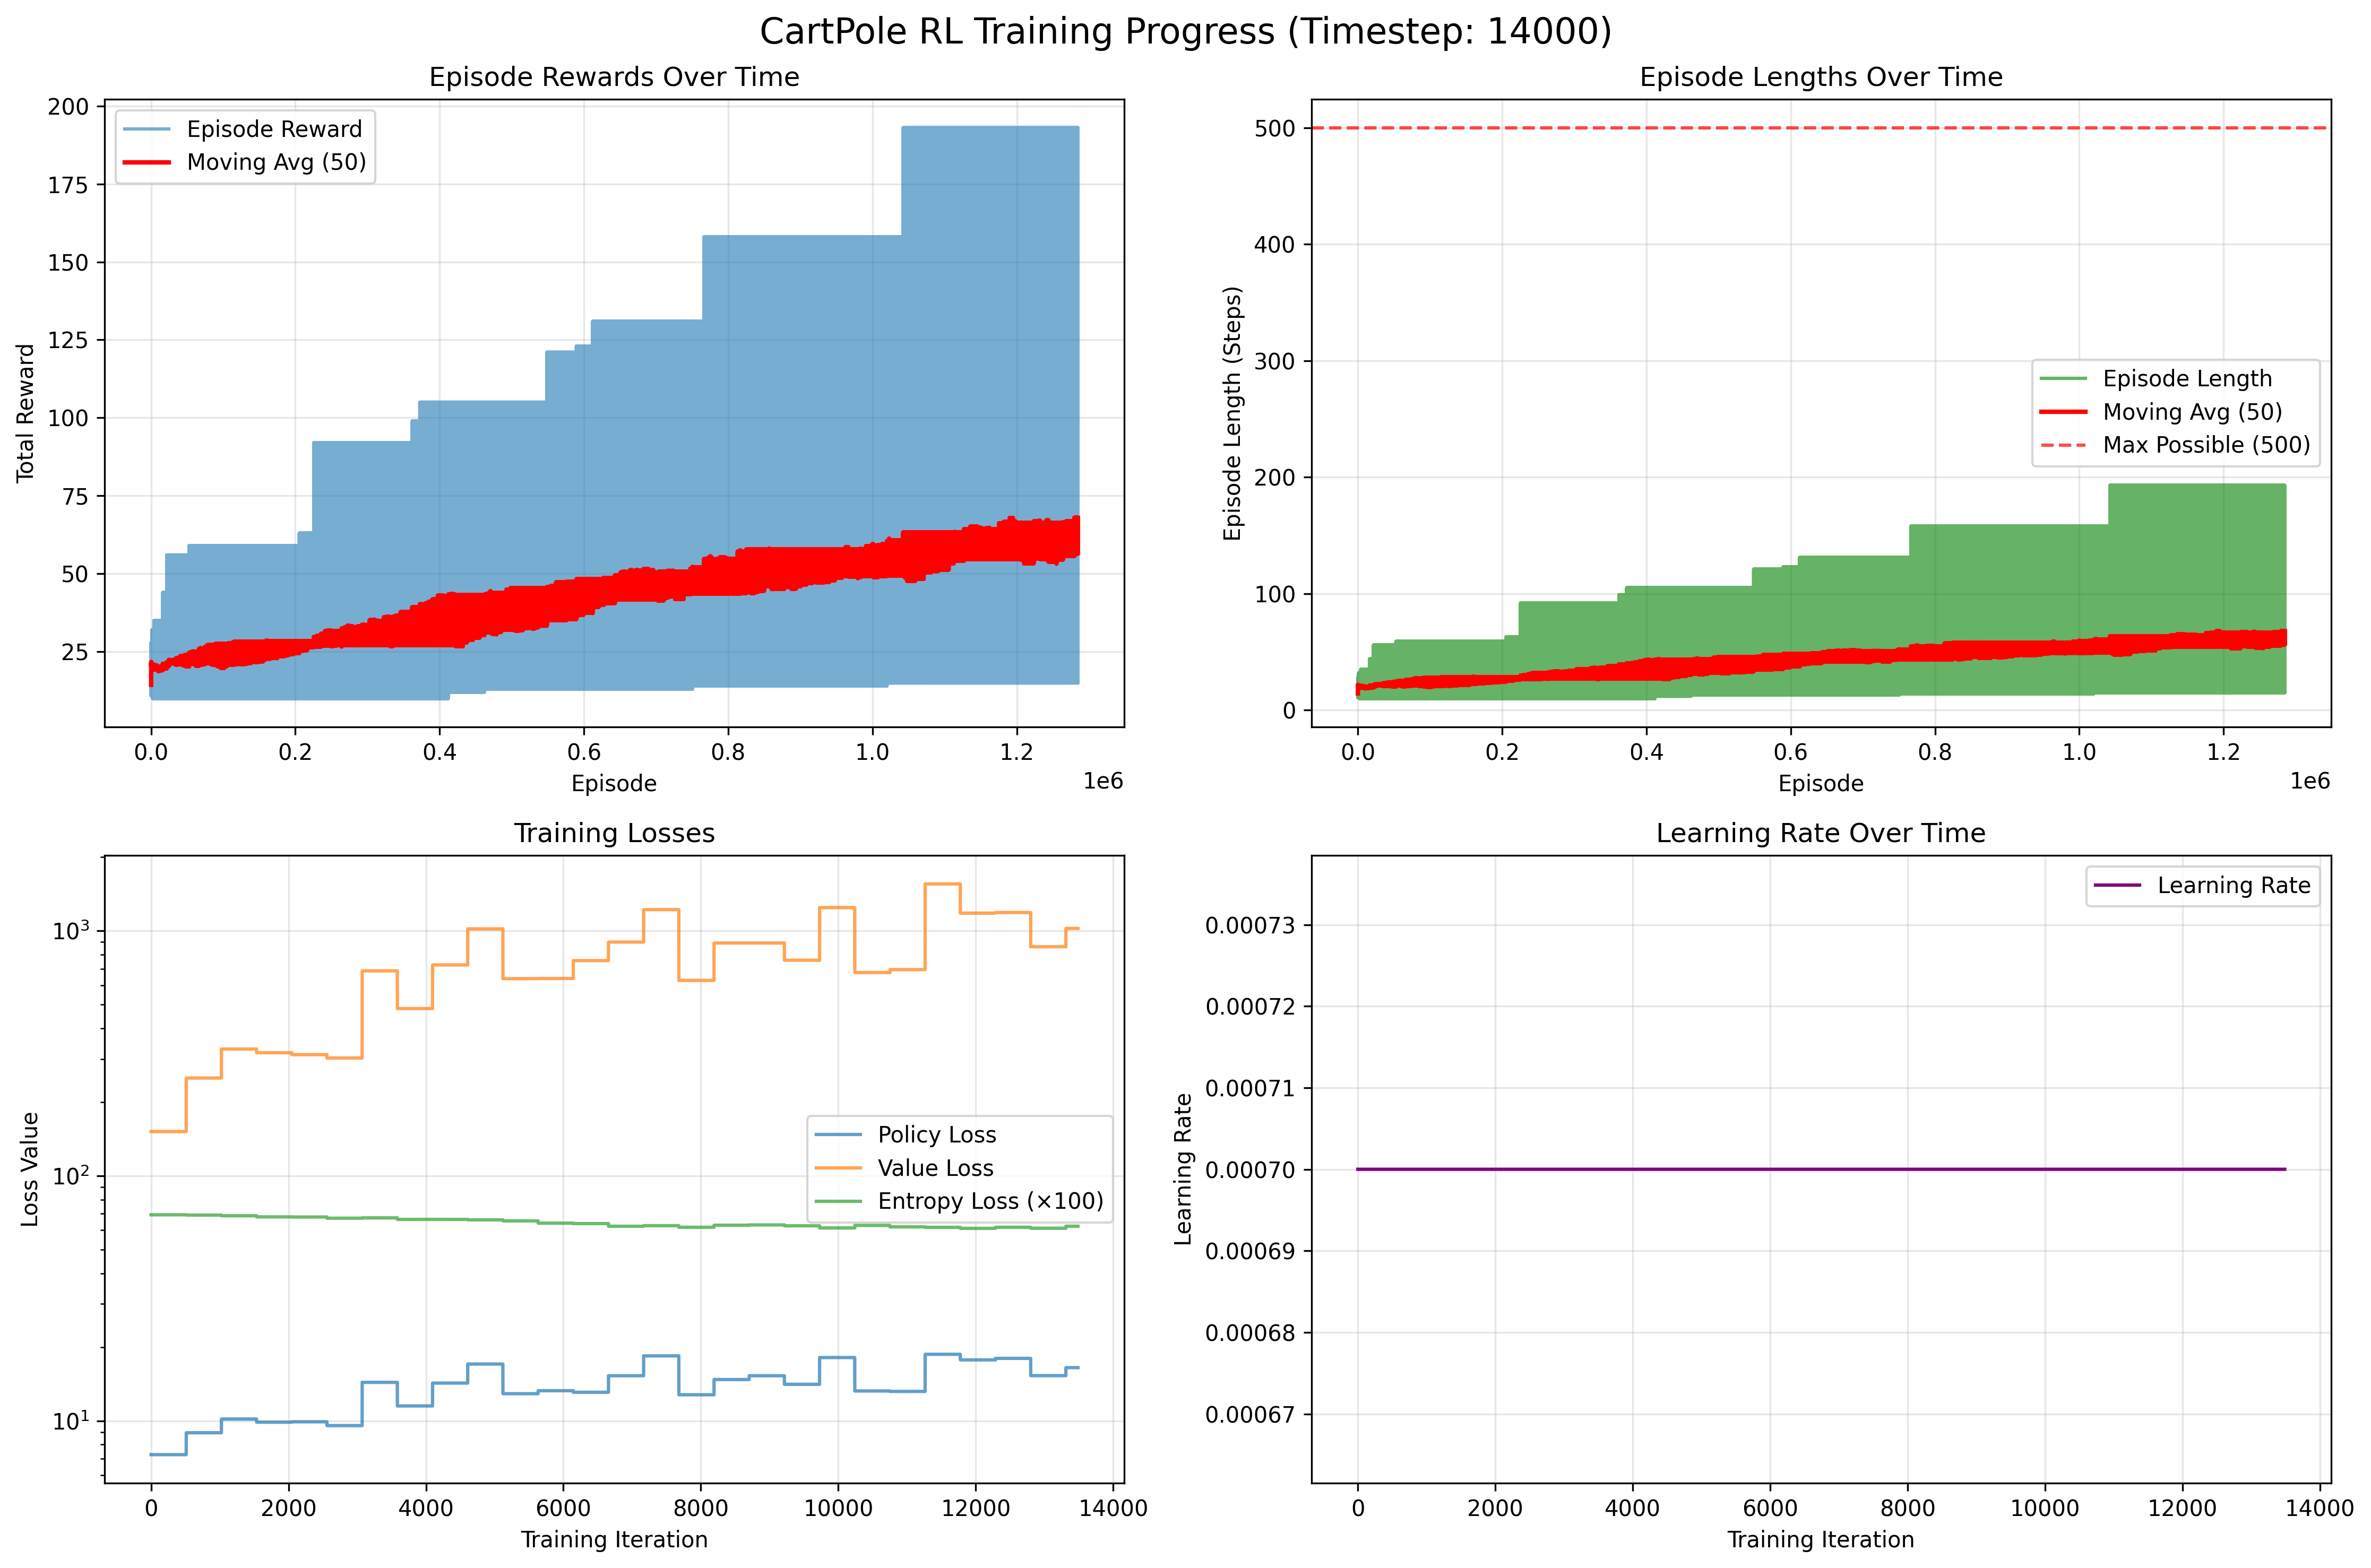 CartPole RL Training Progress (Timestep: 14000)
Episode Rewards Over Time
Episode Reward
Moving Avg (50)
Total Reward
200
175
150
125
100
75
50
25
0.0 0.2 0.4 0.6 0.8 1.0 1.2
1e6
Episode
Episode Lengths Over Time
Episode Length (Steps)
500
400
300
200
100
0
Episode Length
Moving Avg (50)
Max Possible (500)
0.0 0.2 0.4 0.6 0.8 1.0 1.2
1e6
Episode
Training Losses
Loss Value
10³
10²
10¹
Policy Loss
Value Loss
Entropy Loss (×100)
0 2000 4000 6000 8000 10000 12000 14000
Training Iteration
Learning Rate Over Time
Learning Rate
Learning Rate
0.00073
0.00072
0.00071
0.00070
0.00069
0.00068
0.00067
0 2000 4000 6000 8000 10000 12000 14000
Training Iteration